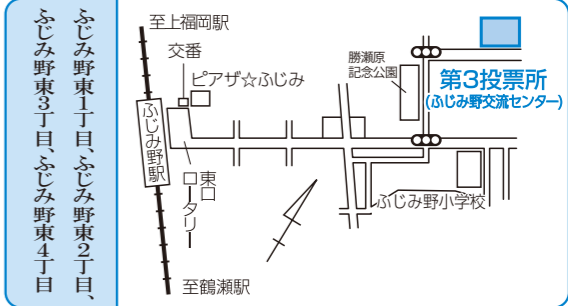 ふじみ野東1丁目、ふじみ野東2丁目、
ふじみ野東3丁目、ふじみ野東4丁目
至上福岡駅
交番
ピアザ☆ふじみ
勝瀬原
記念公園
第3投票所
(ふじみ野交流センター)
ふじみ野駅
東口
ロータリー
ふじみ野小学校
至鶴瀬駅